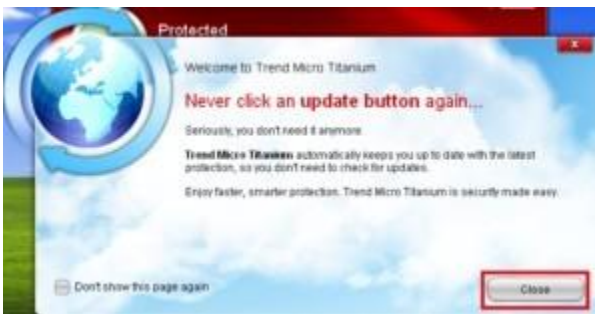 Protected
Welcome to Trend Micro Titanium
Never click an update button again...
Seriously, you don't need it anymore.
Trend Micro Titanium automatically keeps you up to date with the latest
protection, so you don't need to check for updates.
Enjoy faster, smarter protection. Trend Micro Titanium is security made easy.
Don't show this page again
Close